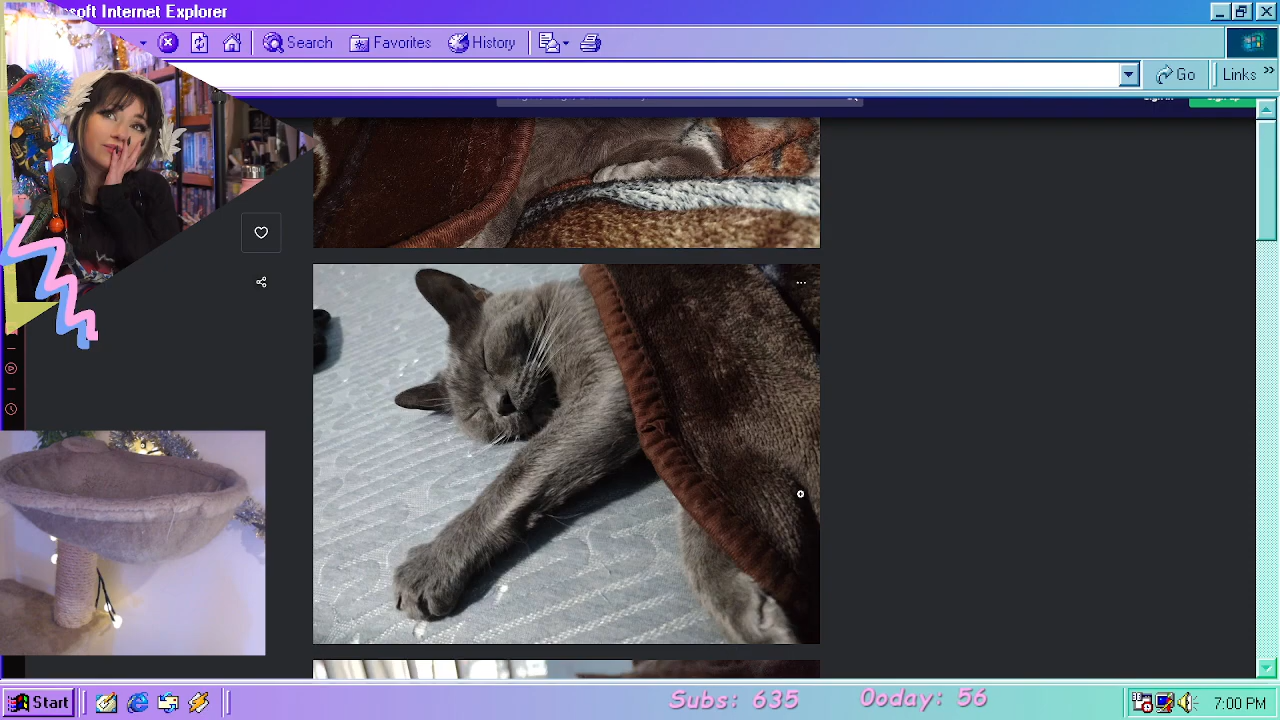 soft Internet Explorer
Search
Favorites
History
Go
Links »
Subs: 635
Ooday: 56
Start
7:00 PM